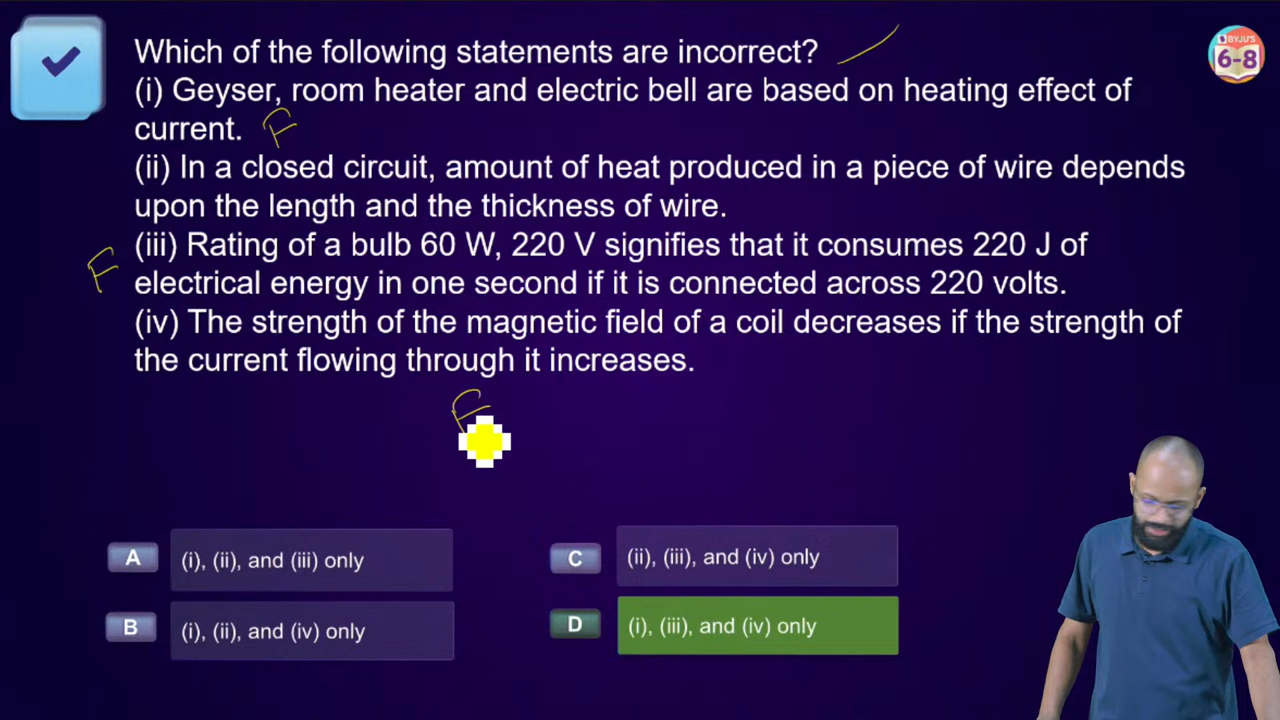 BYJU'S
6-8
Which of the following statements are incorrect?
(i) Geyser, room heater and electric bell are based on heating effect of
current. F
(ii) In a closed circuit, amount of heat produced in a piece of wire depends
upon the length and the thickness of wire.
F (iii) Rating of a bulb 60 W, 220 V signifies that it consumes 220 J of
electrical energy in one second if it is connected across 220 volts.
(iv) The strength of the magnetic field of a coil decreases if the strength of
the current flowing through it increases.
F
A (i), (ii), and (iii) only
B (i), (ii), and (iv) only
C (ii), (iii), and (iv) only
D (i), (iii), and (iv) only